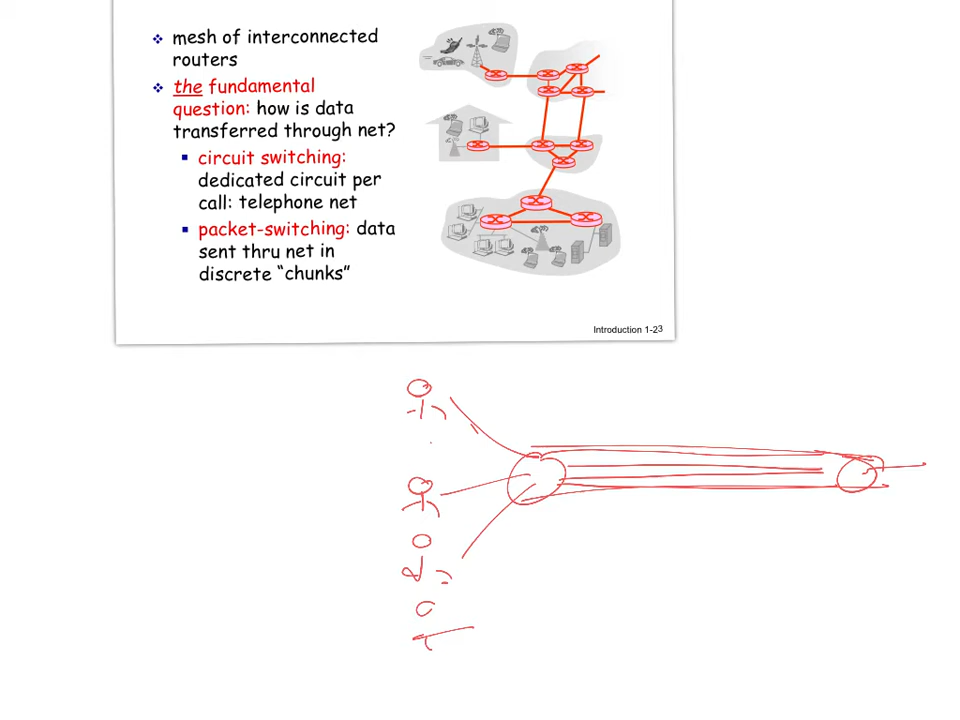 mesh of interconnected
routers
the fundamental
question: how is data
transferred through net?
circuit switching:
dedicated circuit per
call: telephone net
packet-switching: data
sent thru net in
discrete “chunks”
Introduction 1-23